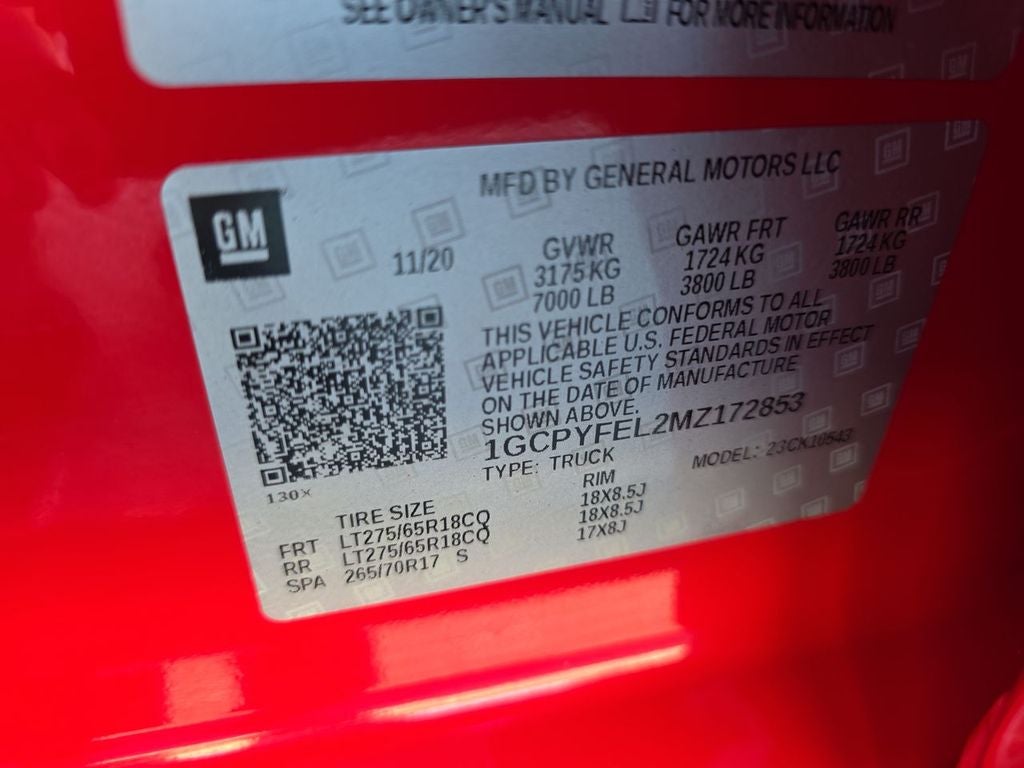 SEE OWNER'S MANUAL FOR MORE INFORMATION
GM
MFD BY GENERAL MOTORS LLC
11/20
GVWR GAWR FRT GAWR RR
3175 KG 1724 KG 1724 KG
7000 LB 3800 LB 3800 LB
THIS VEHICLE CONFORMS TO ALL
APPLICABLE U.S. FEDERAL MOTOR
VEHICLE SAFETY STANDARDS IN EFFECT
ON THE DATE OF MANUFACTURE
SHOWN ABOVE.
1GCPYFEL2MZ172853
TYPE: TRUCK MODEL: 23CK10543
130X
TIRE SIZE RIM
FRT LT275/65R18CQ 18X8.5J
RR LT275/65R18CQ 18X8.5J
SPA 265/70R17 S 17X8J